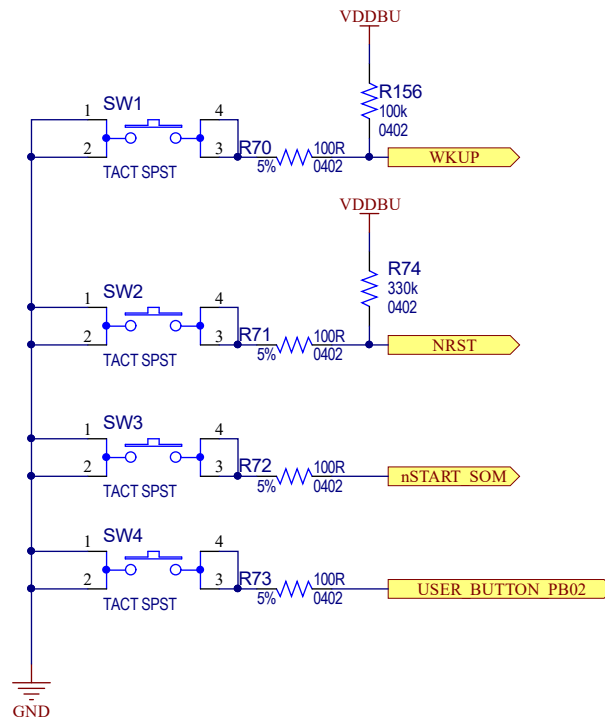 VDDBU
R156
100k
0402
SW1
1
4
2
3
R70
5%
100R
0402
TACT SPST
WKUP
VDDBU
R74
330k
0402
SW2
1
4
2
3
R71
5%
100R
0402
TACT SPST
NRST
SW3
1
4
2
3
R72
5%
100R
0402
TACT SPST
nSTART_SOM
SW4
1
4
2
3
R73
5%
100R
0402
TACT SPST
USER_BUTTON_PB02
GND